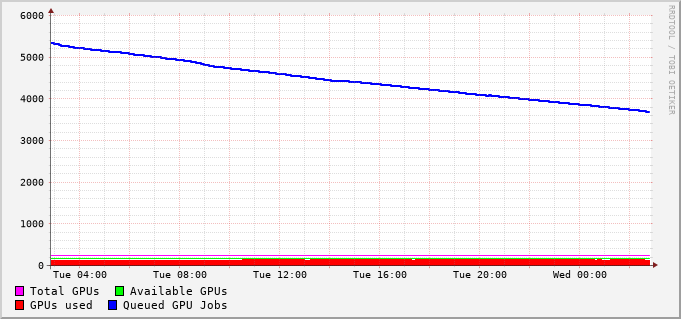 6000
5000
4000
3000
2000
1000
0
Tue 04:00 Tue 08:00 Tue 12:00 Tue 16:00 Tue 20:00 Wed 00:00
Total GPUs Available GPUs
GPUs used Queued GPU Jobs
RRDTOOL / TOBI OETIKER